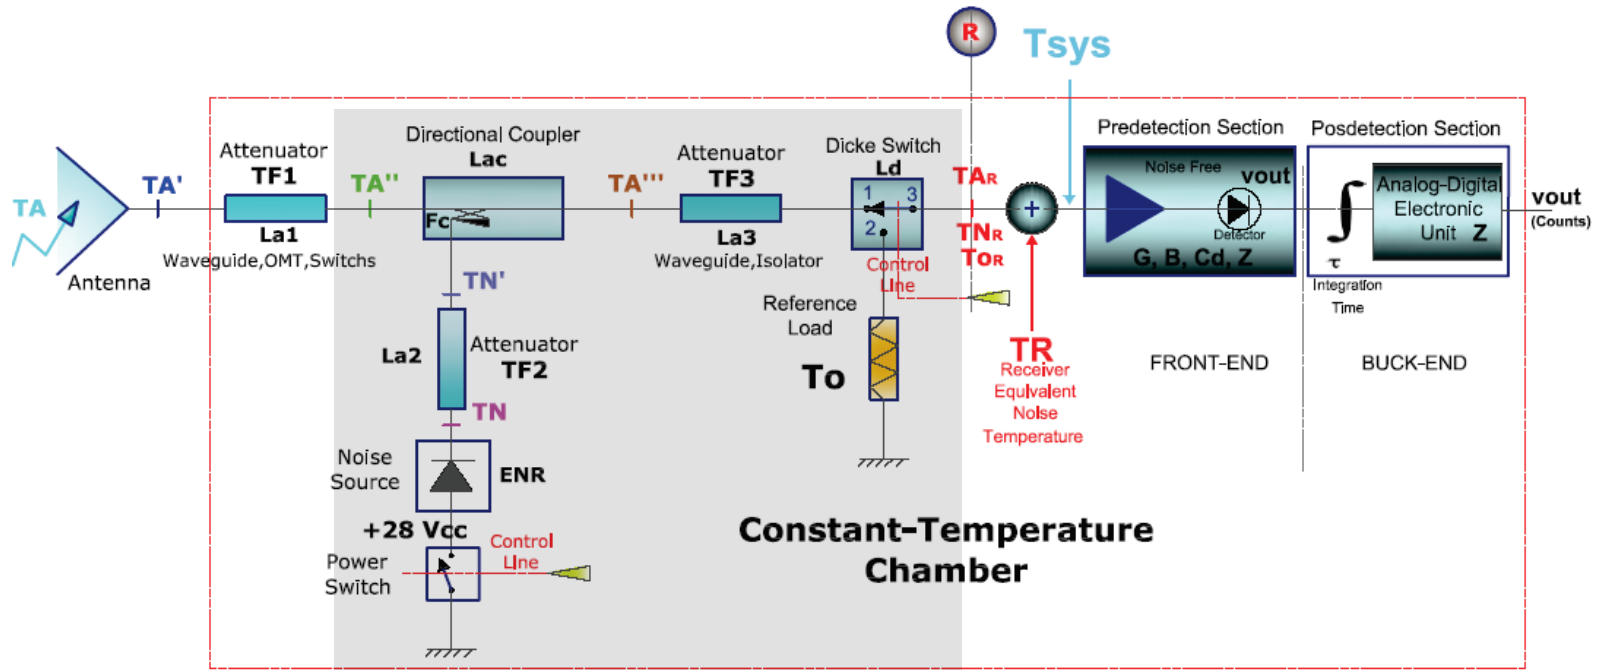 R
Tsys
Directional Coupler
Lac
Attenuator
TF1
Attenuator
TF3
Dicke Switch
Ld
Predetection Section
Posdetection Section
TA
TA'
TA''
TA'''
Fc
1
3
2
TAR
TNR
ToR
+
Noise Free
vout
Detector
G, B, Cd, Z
τ
Integration
Time
Analog-Digital
Electronic
Unit Z
vout
(Counts)
Antenna
La1
Waveguide,OMT,Switchs
La3
Waveguide,Isolator
Control
LIne
TN'
La2
Attenuator
TF2
TN
Reference
Load
To
TR
Receiver
Equivalent
Noise
Temperature
FRONT-END
BUCK-END
Noise
Source
ENR
+28 Vcc
Power
Switch
Control
LIne
Constant-Temperature
Chamber